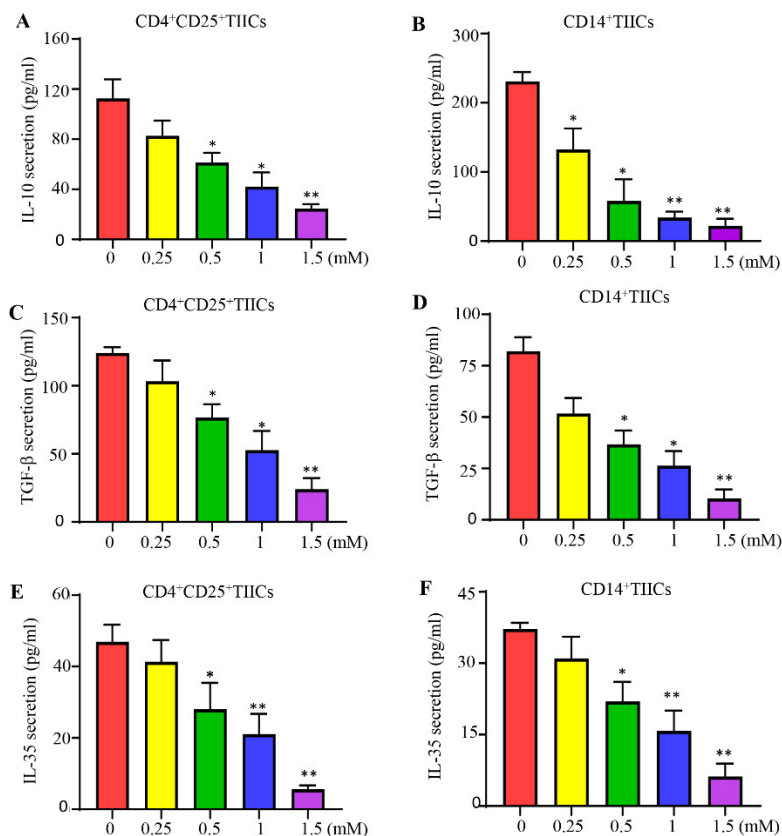 A
CD4⁺CD25⁺TIICs
IL-10 secretion (pg/ml)
160
120
80
40
0
*
*
**
0 0.25 0.5 1 1.5 (mM)
B
CD14⁺TIICs
IL-10 secretion (pg/ml)
300
200
100
0
*
*
**
**
0 0.25 0.5 1 1.5 (mM)
C
CD4⁺CD25⁺TIICs
TGF-β secretion (pg/ml)
150
100
50
0
*
*
**
0 0.25 0.5 1 1.5 (mM)
D
CD14⁺TIICs
TGF-β secretion (pg/ml)
100
75
50
25
0
*
*
**
0 0.25 0.5 1 1.5 (mM)
E
CD4⁺CD25⁺TIICs
IL-35 secretion (pg/ml)
60
40
20
0
*
**
**
0 0.25 0.5 1 1.5 (mM)
F
CD14⁺TIICs
IL-35 secretion (pg/ml)
45
30
15
0
*
**
**
0 0.25 0.5 1 1.5 (mM)